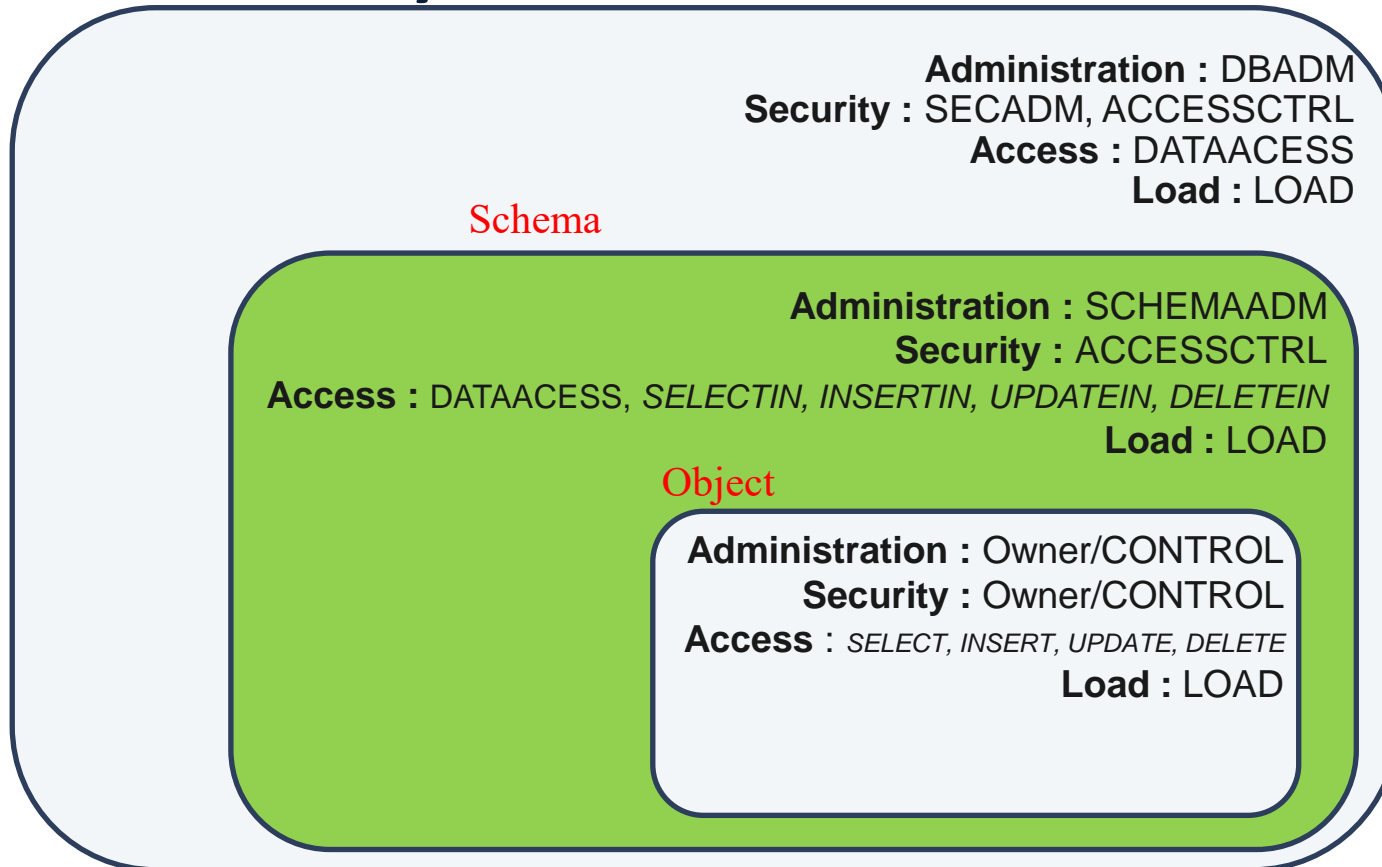 Administration : DBADM
Security : SECADM, ACCESSCTRL
Access : DATAACESS
Load : LOAD
Schema
Administration : SCHEMAADM
Security : ACCESSCTRL
Access : DATAACESS, SELECTIN, INSERTIN, UPDATEIN, DELETEIN
Load : LOAD
Object
Administration : Owner/CONTROL
Security : Owner/CONTROL
Access : SELECT, INSERT, UPDATE, DELETE
Load : LOAD